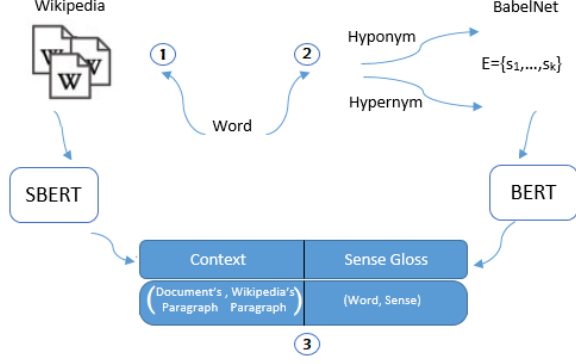 Wikipedia
BabelNet
W
W
W
1
2
Hyponym
E={s1,…,sk}
Hypernym
Word
SBERT
BERT
Context
Sense Gloss
(Document's , Wikipedia's)
Paragraph Paragraph
(Word, Sense)
3